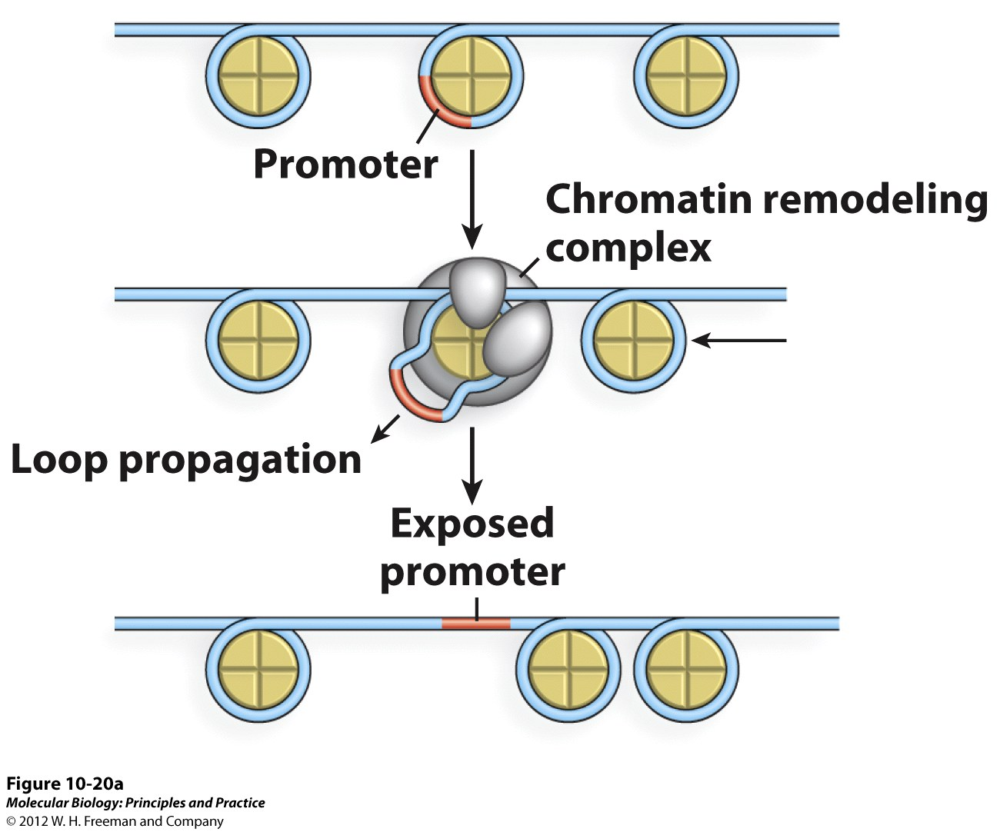 Promoter
Chromatin remodeling
complex
Loop propagation
Exposed
promoter
Figure 10-20a
Molecular Biology: Principles and Practice
© 2012 W. H. Freeman and Company